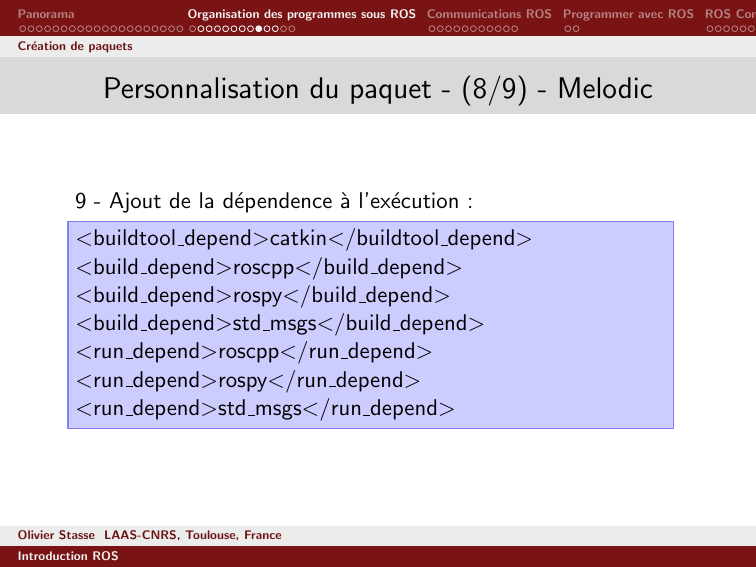 Panorama Organisation des programmes sous ROS Communications ROS Programmer avec ROS ROS Con
Création de paquets
Personnalisation du paquet - (8/9) - Melodic
9 - Ajout de la dépendence à l'exécution :
<buildtool_depend>catkin</buildtool_depend>
<build_depend>roscpp</build_depend>
<build_depend>rospy</build_depend>
<build_depend>std_msgs</build_depend>
<run_depend>roscpp</run_depend>
<run_depend>rospy</run_depend>
<run_depend>std_msgs</run_depend>
Olivier Stasse LAAS-CNRS, Toulouse, France
Introduction ROS